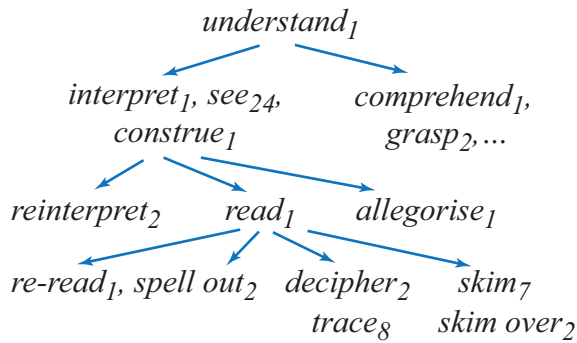 understand₁
interpret₁, see₂₄,
construe₁
comprehend₁,
grasp₂,...
reinterpret₂
read₁
allegorise₁
re-read₁, spell out₂
decipher₂
trace₈
skim₇
skim over₂